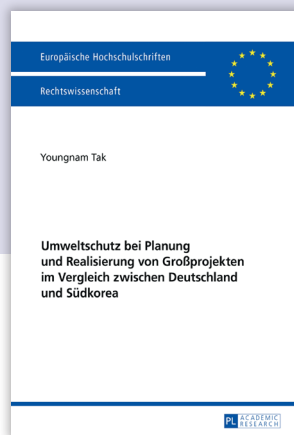 Europäische Hochschulschriften
Rechtswissenschaft
Youngnam Tak
Umweltschutz bei Planung
und Realisierung von Großprojekten
im Vergleich zwischen Deutschland
und Südkorea
PL ACADEMIC
RESEARCH